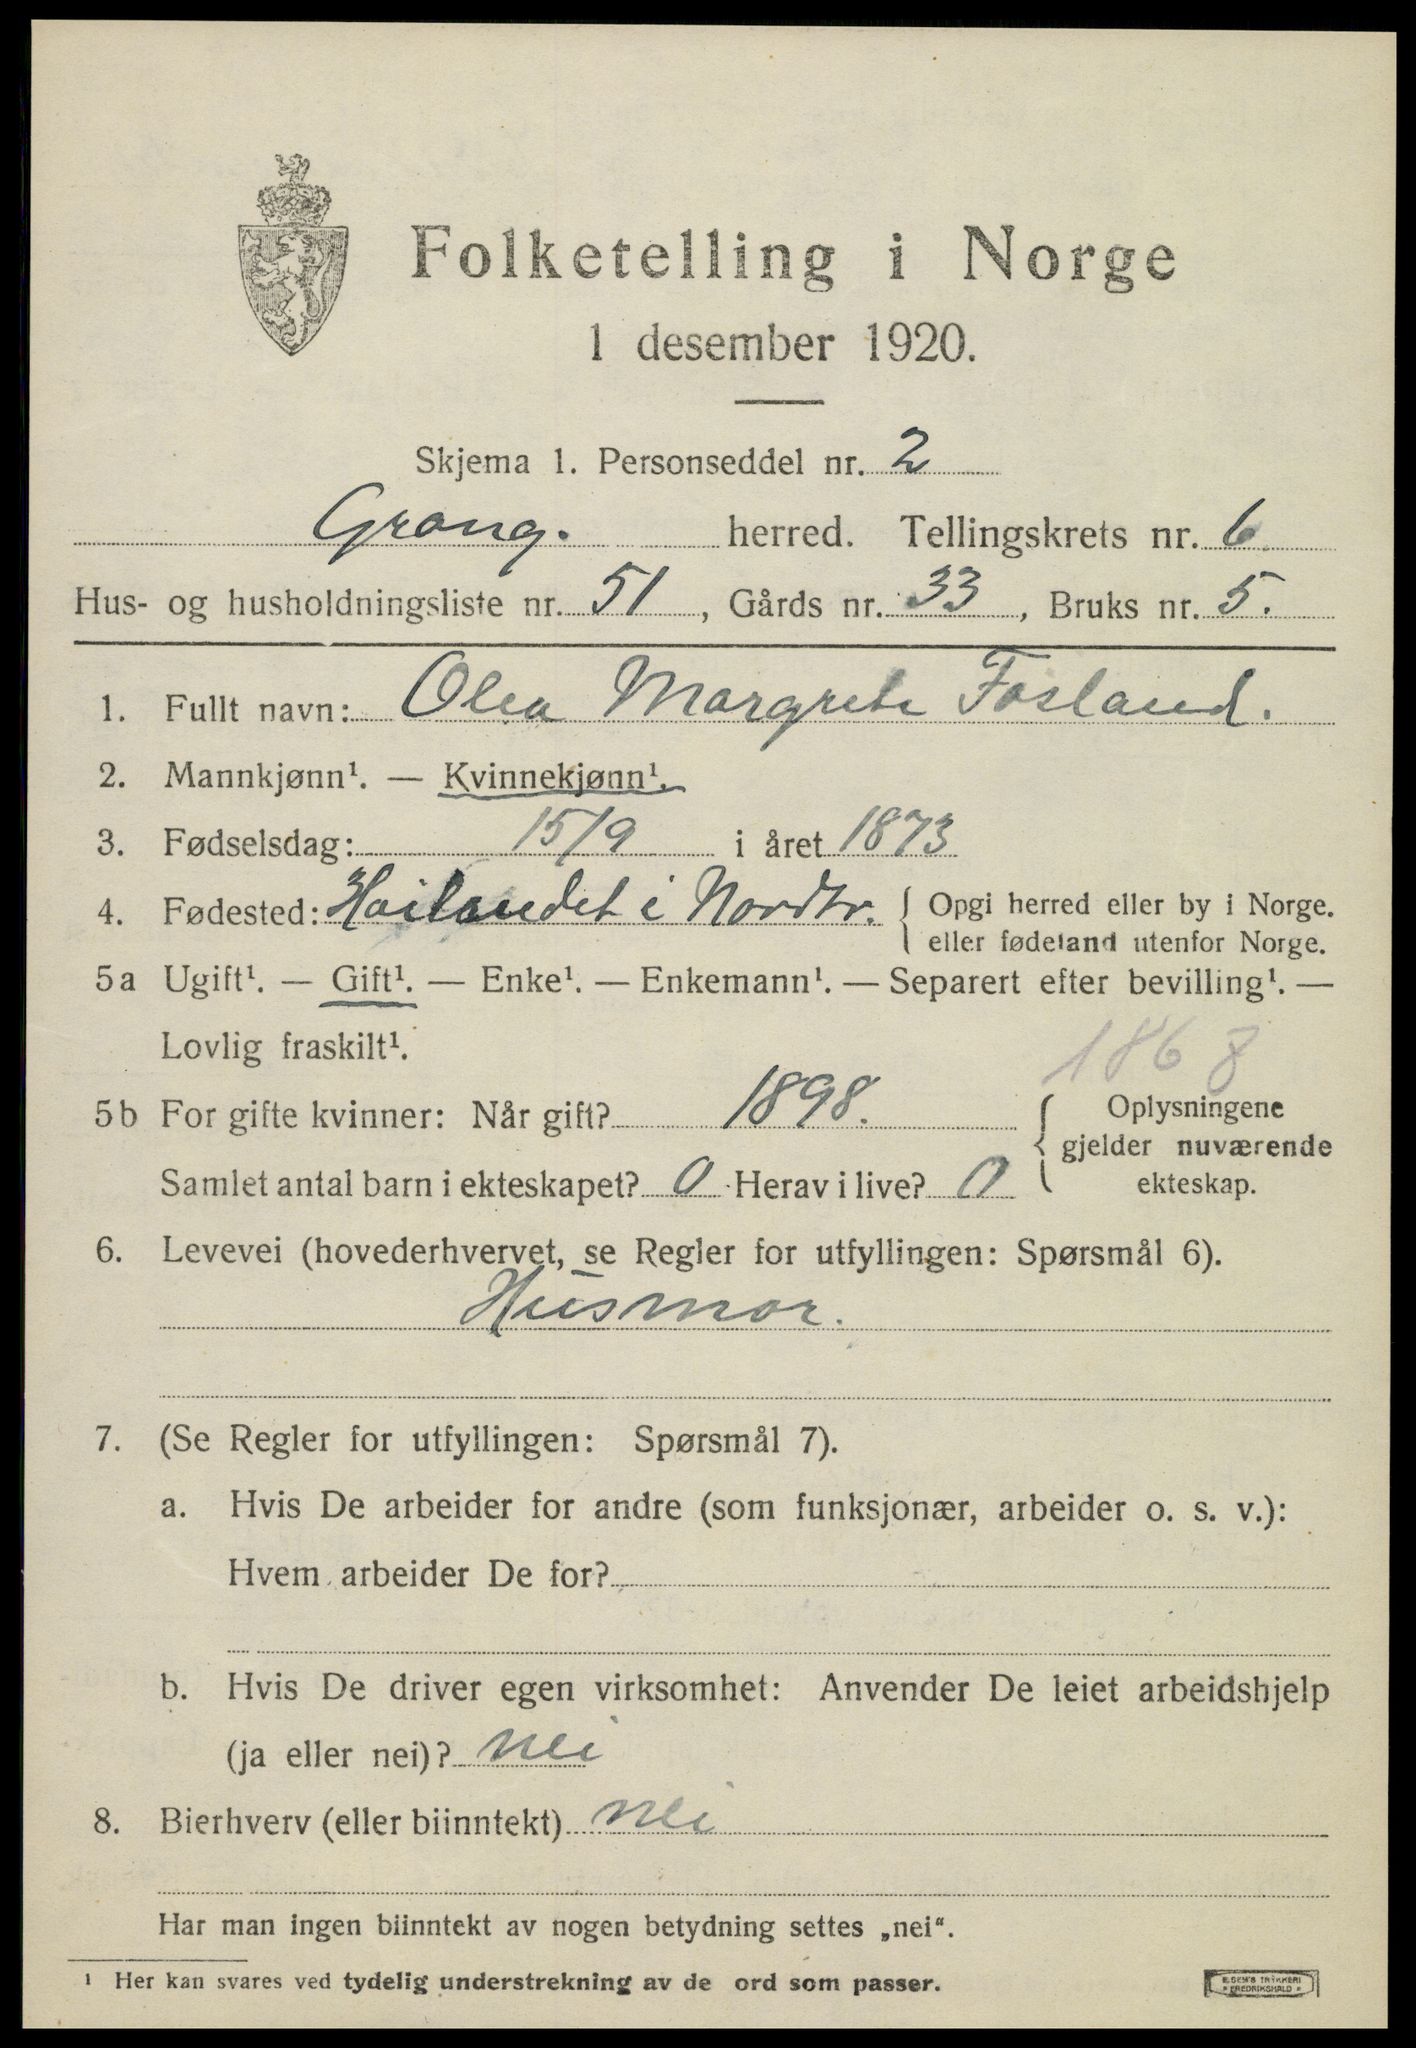 Folketelling i Norge
1 desember 1920.
Skjema 1. Personseddel nr. 2
Grong. herred. Tellingskrets nr. 6
Hus- og husholdningsliste nr. 51, Gårds nr. 33, Bruks nr. 5.
1. Fullt navn: Olea Margrete Fosland.
2. Mannkjønn¹. — Kvinnekjønn¹.
3. Fødselsdag: 15/9 i året 1873
4. Fødested: Høilandet i Nordtr. { Opgi herred eller by i Norge.
eller fødeland utenfor Norge.
5a Ugift¹. — Gift¹. — Enke¹. — Enkemann¹. — Separert efter bevilling¹. —
Lovlig fraskilt¹.
1868
5b For gifte kvinner: Når gift? 1898. { Oplysningene
gjelder nuværende
Samlet antal barn i ekteskapet? 0 Herav i live? 0 ekteskap.
6. Levevei (hovederhvervet, se Regler for utfyllingen: Spørsmål 6).
Husmor.
7. (Se Regler for utfyllingen: Spørsmål 7).
a. Hvis De arbeider for andre (som funksjonær, arbeider o. s. v.):
Hvem arbeider De for?
b. Hvis De driver egen virksomhet: Anvender De leiet arbeidshjelp
(ja eller nei)? nei
8. Bierhverv (eller biinntekt) nei
Har man ingen biinntekt av nogen betydning settes „nei“.
¹ Her kan svares ved tydelig understrekning av de ord som passer.
TRYKKERI
FREDRIKSHALD